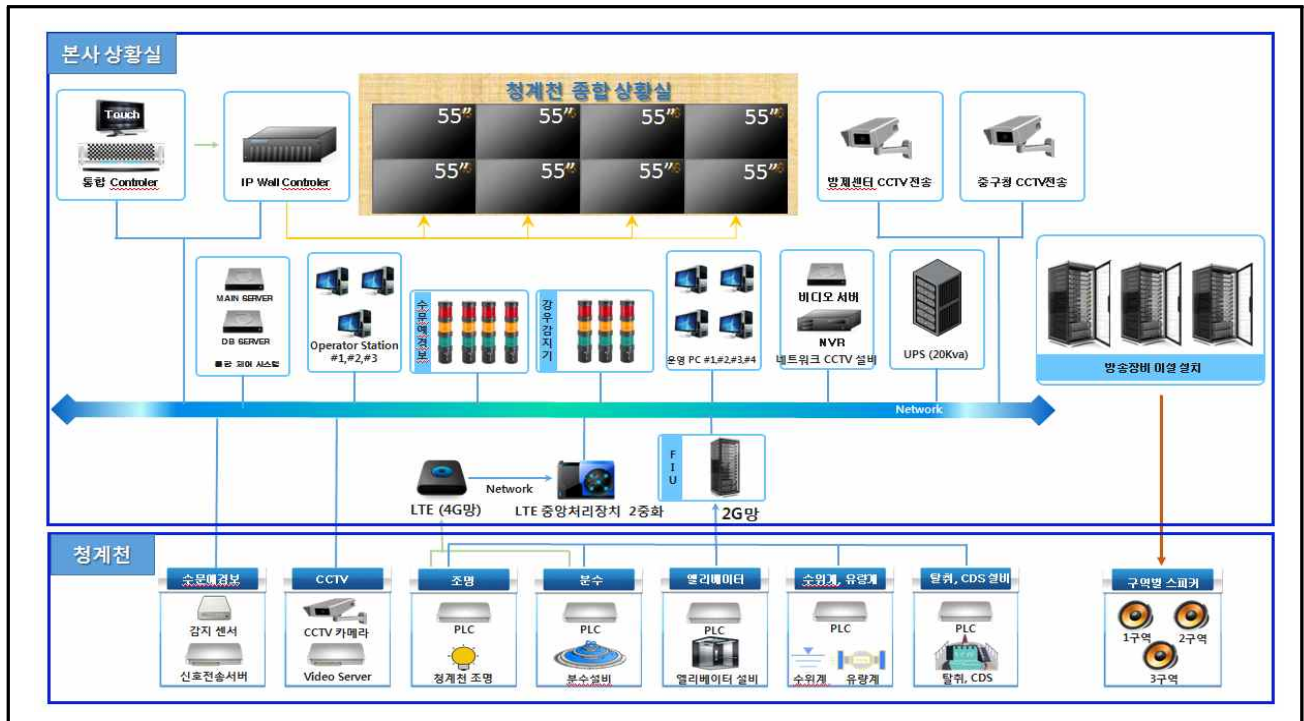 본사 상황실
청계천 종합 상황실
55” 55” 55” 55”
55” 55” 55” 55”
Touch
통합 Controler
IP Wall Controler
방제센터 CCTV 전송
중구청 CCTV전송
MAIN SERVER
DB SERVER
통합 제어 시스템
Operator Station
#1,#2,#3
수문예경보
강우감지기
운영 PC #1,#2,#3,#4
비디오 서버
NVR
네트워크 CCTV 설비
UPS (20Kva)
방송장비 이설 설치
Network
LTE (4G망)
Network
LTE 중앙처리장치 2중화
FIU
2G망
청계천
수문예경보
감지 센서
신호전송서버
CCTV
CCTV 카메라
Video Server
조명
PLC
청계천 조명
분수
PLC
분수설비
엘리베이터
PLC
엘리베이터 설비
수위계, 유량계
PLC
수위계 유량계
탈취, CDS 설비
PLC
탈취, CDS
구역별 스피커
1구역 2구역
3구역